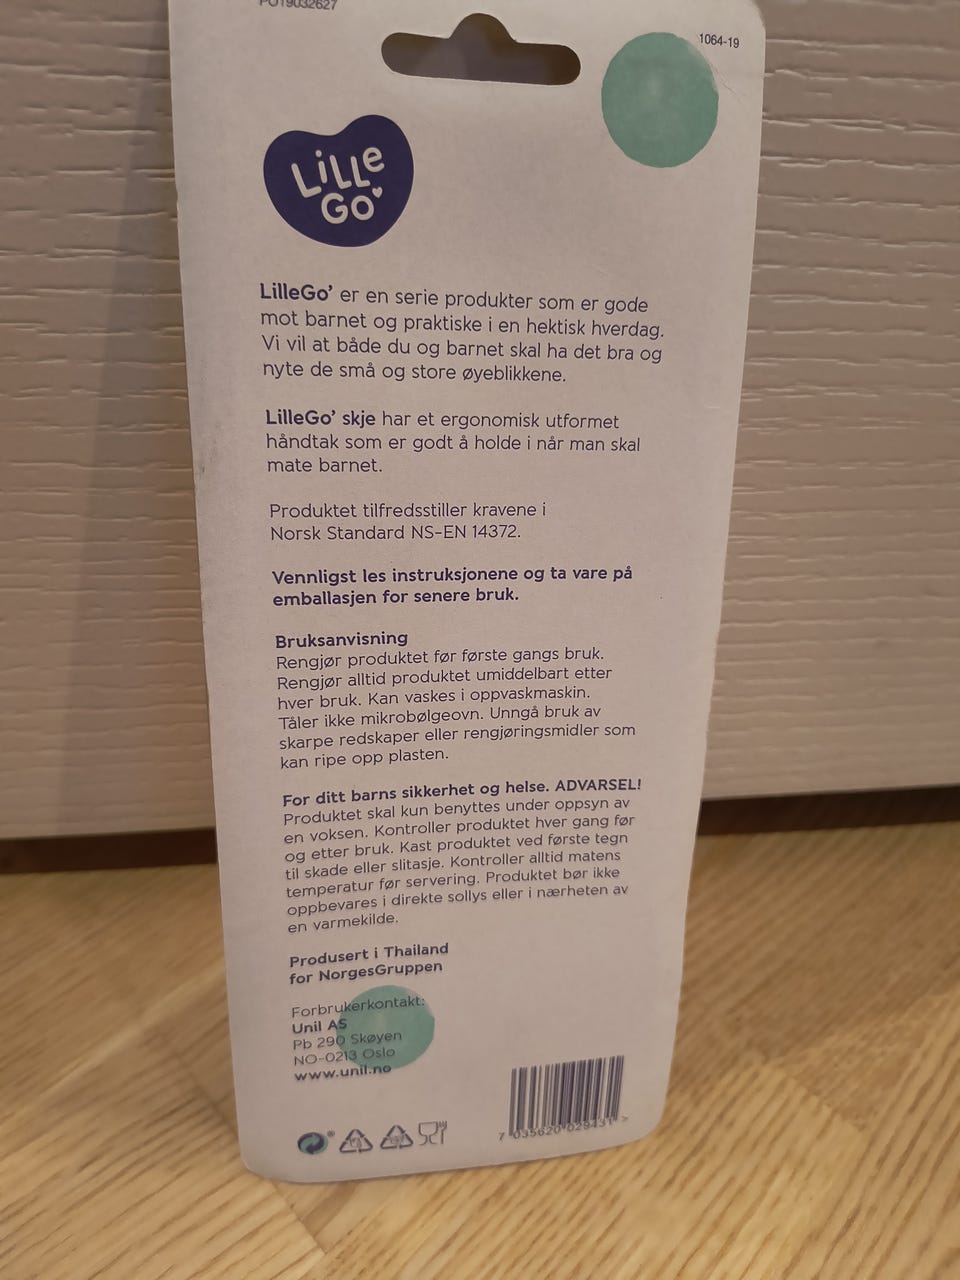 PO19032627
1064-19
LiLLe
GO
LilleGo’ er en serie produkter som er gode
mot barnet og praktiske i en hektisk hverdag.
Vi vil at både du og barnet skal ha det bra og
nyte de små og store øyeblikkene.
LilleGo’ skje har et ergonomisk utformet
håndtak som er godt å holde i når man skal
mate barnet.
Produktet tilfredsstiller kravene i
Norsk Standard NS-EN 14372.
Vennligst les instruksjonene og ta vare på
emballasjen for senere bruk.
Bruksanvisning
Rengjør produktet før første gangs bruk.
Rengjør alltid produktet umiddelbart etter
hver bruk. Kan vaskes i oppvaskmaskin.
Tåler ikke mikrobølgeovn. Unngå bruk av
skarpe redskaper eller rengjøringsmidler som
kan ripe opp plasten.
For ditt barns sikkerhet og helse. ADVARSEL!
Produktet skal kun benyttes under oppsyn av
en voksen. Kontroller produktet hver gang før
og etter bruk. Kast produktet ved første tegn
til skade eller slitasje. Kontroller alltid matens
temperatur før servering. Produktet bør ikke
oppbevares i direkte sollys eller i nærheten av
en varmekilde.
Produsert i Thailand
for NorgesGruppen
Forbrukerkontakt:
Unil AS
Pb 290 Skøyen
NO-0213 Oslo
www.unil.no
7 035620 029431 >